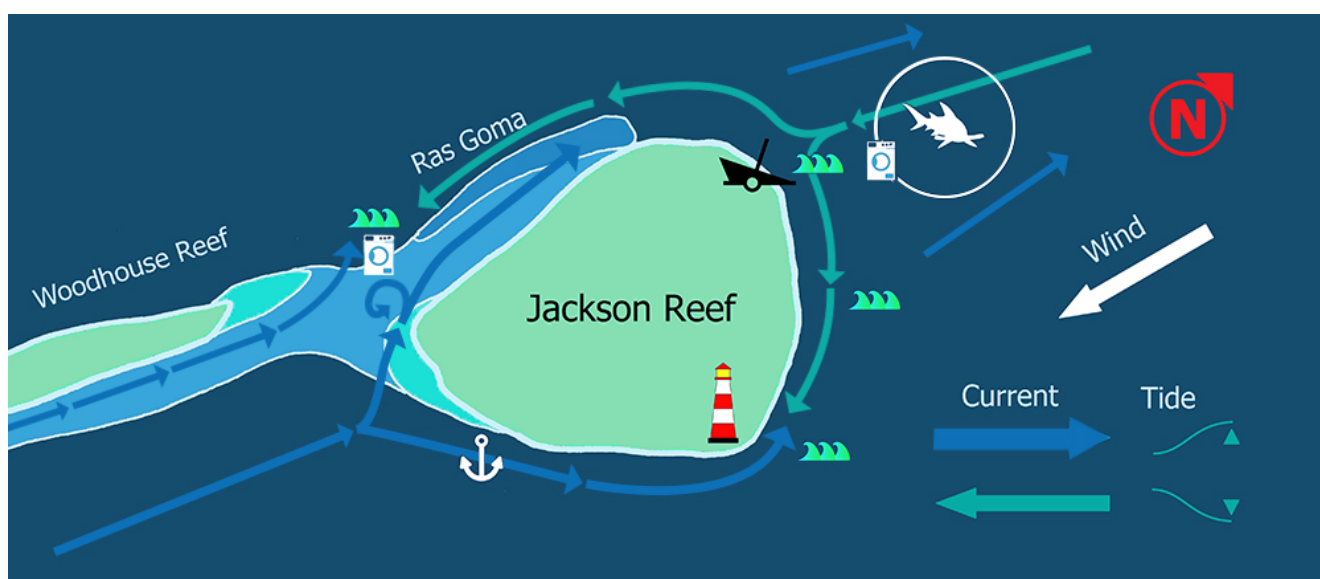 Ras Goma
N
Woodhouse Reef
Wind
Jackson Reef
Current
Tide